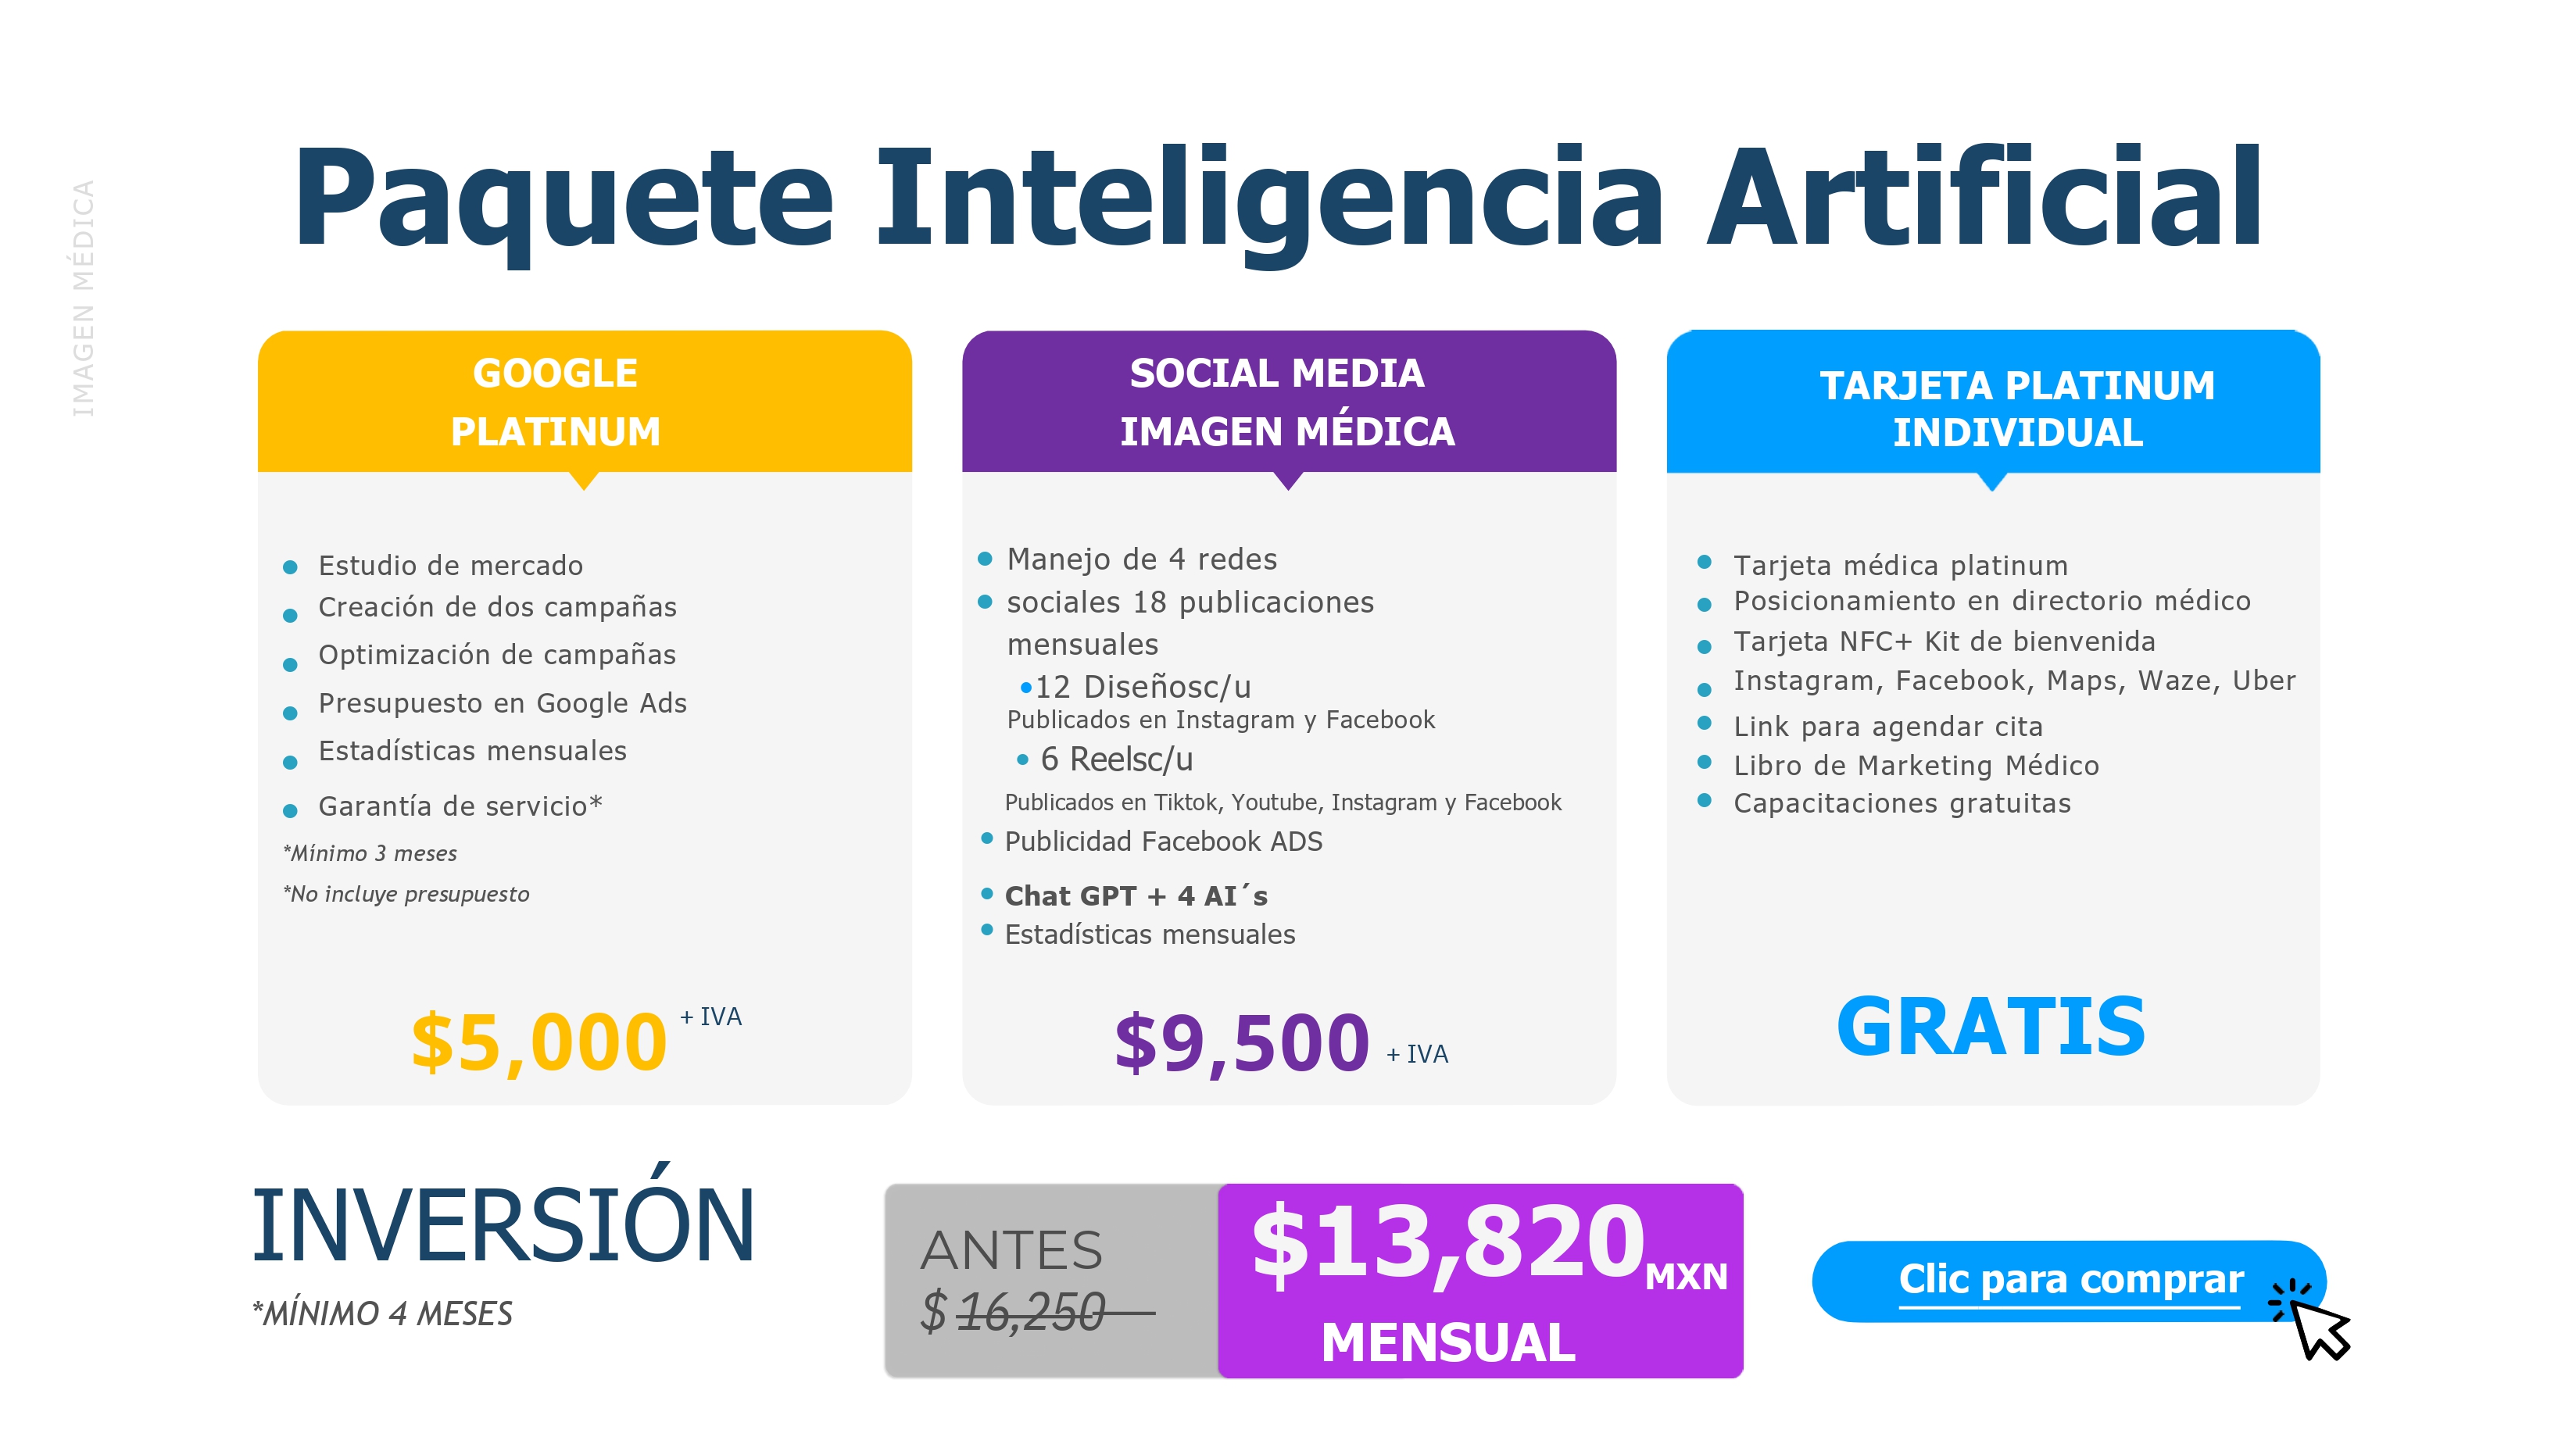 IMAGEN MÉDICA
Paquete Inteligencia Artificial
GOOGLE
PLATINUM
• Estudio de mercado
• Creación de dos campañas
• Optimización de campañas
• Presupuesto en Google Ads
• Estadísticas mensuales
• Garantía de servicio*
*Mínimo 3 meses
*No incluye presupuesto
$5,000 + IVA
SOCIAL MEDIA
IMAGEN MÉDICA
• Manejo de 4 redes
• sociales 18 publicaciones
mensuales
•12 Diseñosc/u
Publicados en Instagram y Facebook
• 6 Reelsc/u
Publicados en Tiktok, Youtube, Instagram y Facebook
• Publicidad Facebook ADS
• Chat GPT + 4 AI´s
• Estadísticas mensuales
$9,500 + IVA
TARJETA PLATINUM
INDIVIDUAL
• Tarjeta médica platinum
• Posicionamiento en directorio médico
• Tarjeta NFC+ Kit de bienvenida
• Instagram, Facebook, Maps, Waze, Uber
• Link para agendar cita
• Libro de Marketing Médico
• Capacitaciones gratuitas
GRATIS
INVERSIÓN
*MÍNIMO 4 MESES
ANTES
$ 16,250
$13,820 MXN
MENSUAL
Clic para comprar